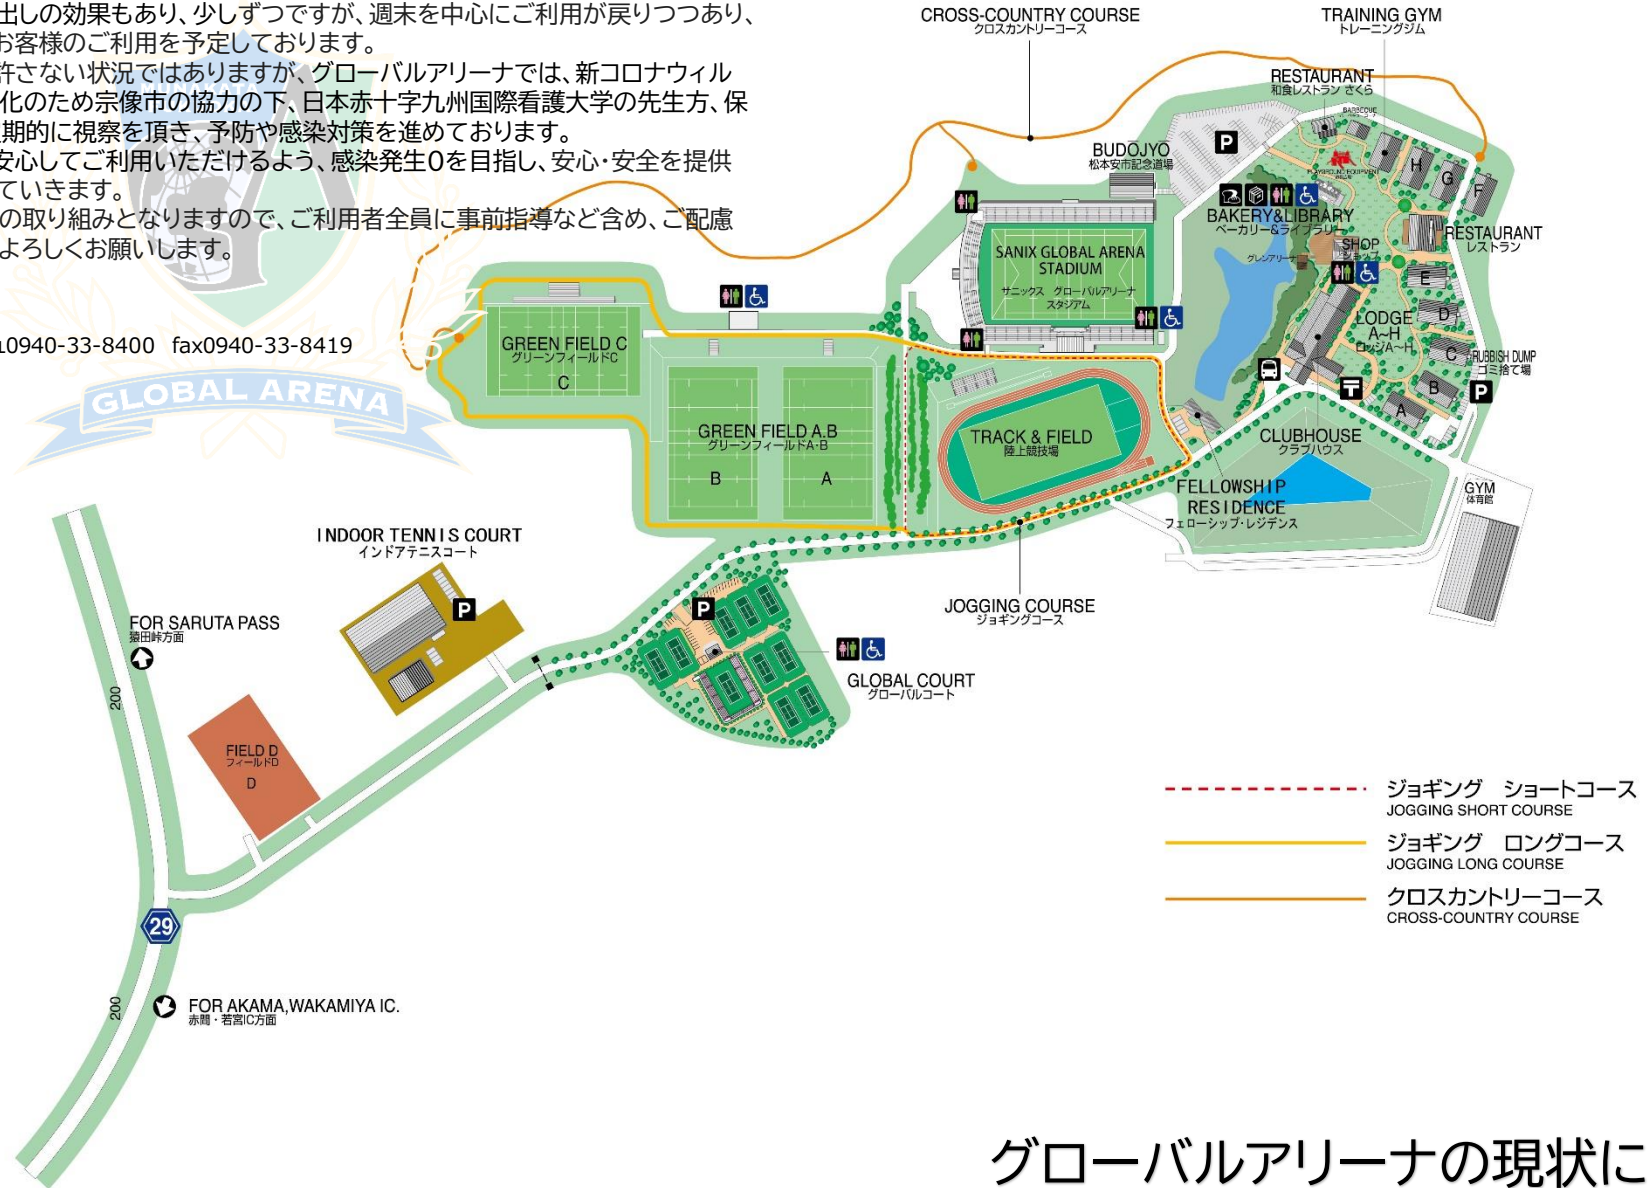 出しの効果もあり、少しずつですが、週末を中心にご利用が戻りつつあり、
お客様のご利用を予定しております。
許さない状況ではありますが、グローバルアリーナでは、新コロナウィル
化のため宗像市の協力の下、日本赤十字九州国際看護大学の先生方、保
期的に視察を頂き、予防や感染対策を進めております。
安心してご利用いただけるよう、感染発生0を目指し、安心・安全を提供
ていきます。
の取り組みとなりますので、ご利用者全員に事前指導など含め、ご配慮
よろしくお願いします。
0940-33-8400 fax0940-33-8419
MUNAKATA
GLOBAL ARENA
CROSS-COUNTRY COURSE
クロスカントリーコース
TRAINING GYM
トレーニングジム
RESTAURANT
和食レストラン さくら
BARBECUE
BUDOJYO
松本安市記念道場
P
H
G
F
PLAYGROUND EQUIPMENT
BAKERY&LIBRARY
ベーカリー&ライブラリー
RESTAURANT
レストラン
SHOP
ショップ
グレンアリーナ
SANIX GLOBAL ARENA
STADIUM
サニックス グローバルアリーナ
スタジアム
E
D
LODGE
A~H
ロッジA~H
C
RUBBISH DUMP
ゴミ捨て場
B
P
A
GREEN FIELD C
グリーンフィールドC
C
GREEN FIELD A.B
グリーンフィールドA・B
B
A
TRACK & FIELD
陸上競技場
CLUBHOUSE
クラブハウス
FELLOWSHIP
RESIDENCE
フェローシップ・レジデンス
GYM
体育館
INDOOR TENNIS COURT
インドアテニスコート
P
JOGGING COURSE
ジョギングコース
P
FOR SARUTA PASS
猿田峠方面
200
GLOBAL COURT
グローバルコート
FIELD D
フィールドD
D
29
200
FOR AKAMA,WAKAMIYA IC.
赤間・若宮IC方面
ジョギング ショートコース
JOGGING SHORT COURSE
ジョギング ロングコース
JOGGING LONG COURSE
クロスカントリーコース
CROSS-COUNTRY COURSE
グローバルアリーナの現状に